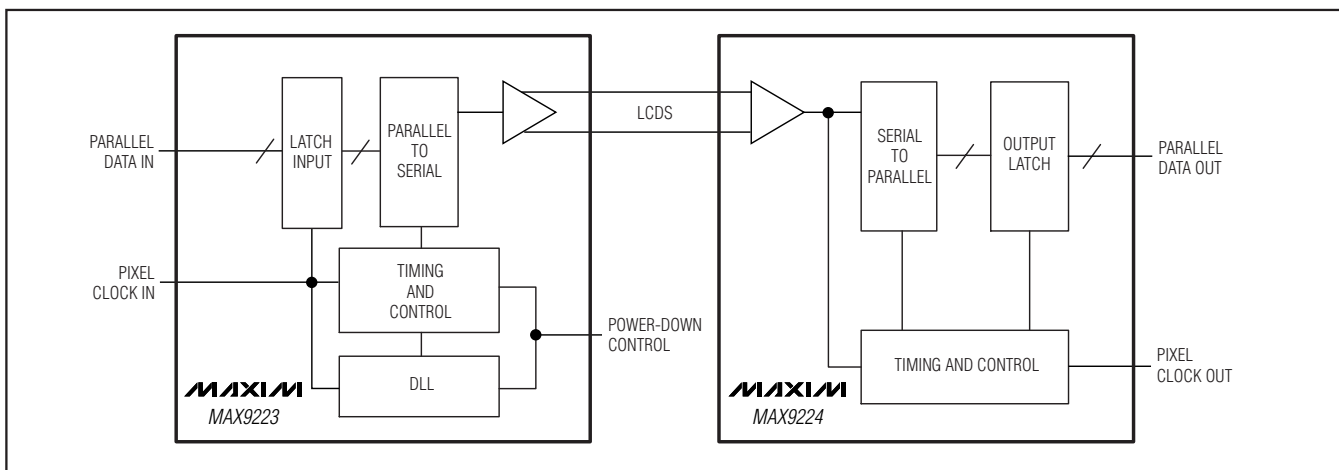 PARALLEL
DATA IN
LATCH
INPUT
PARALLEL
TO
SERIAL
LCDS
SERIAL
TO
PARALLEL
OUTPUT
LATCH
PARALLEL
DATA OUT
PIXEL
CLOCK IN
TIMING
AND
CONTROL
POWER-DOWN
CONTROL
DLL
TIMING AND CONTROL
PIXEL
CLOCK OUT
MAXIM
MAX9223
MAXIM
MAX9224